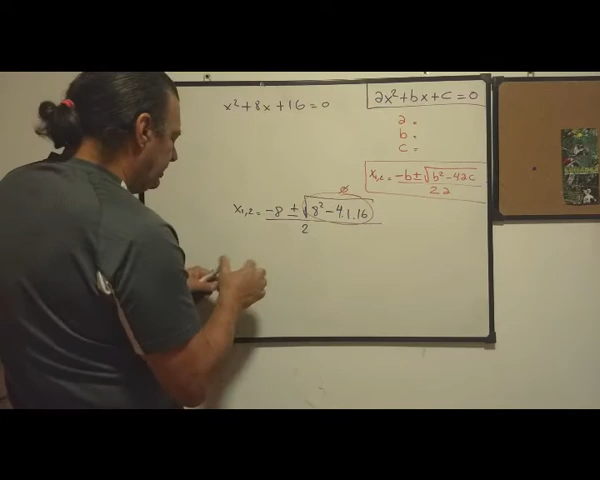 x² + 8x + 16 = 0
ax² + bx + c = 0
a =
b =
c =
x₁,₂ = (-b ± √(b² - 4ac)) / 2a
ø
x₁,₂ = (-8 ± √(8² - 4.1.16)) / 2